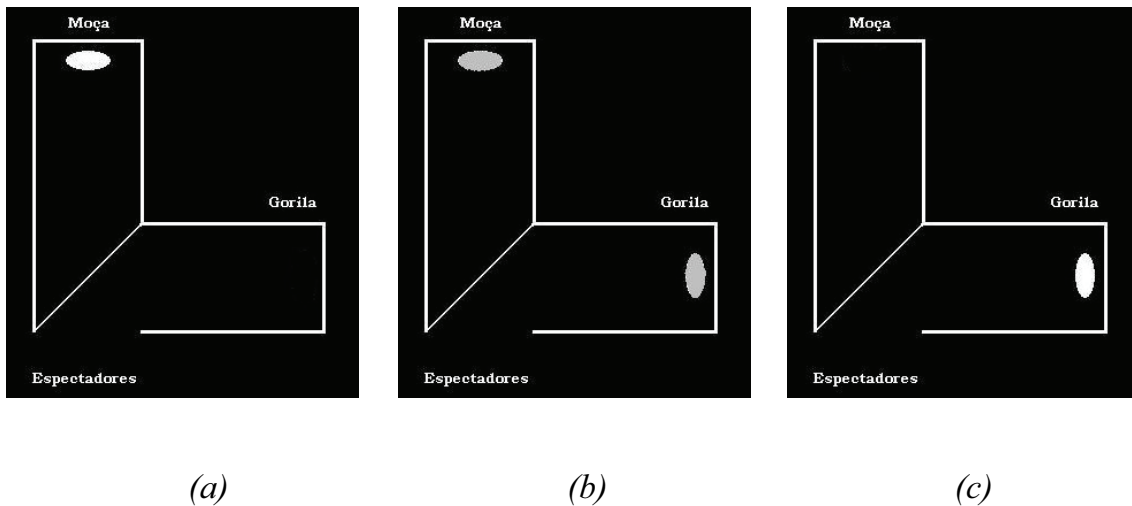 Moça
Gorila
Espectadores
Moça
Gorila
Espectadores
Moça
Gorila
Espectadores
(a)
(b)
(c)